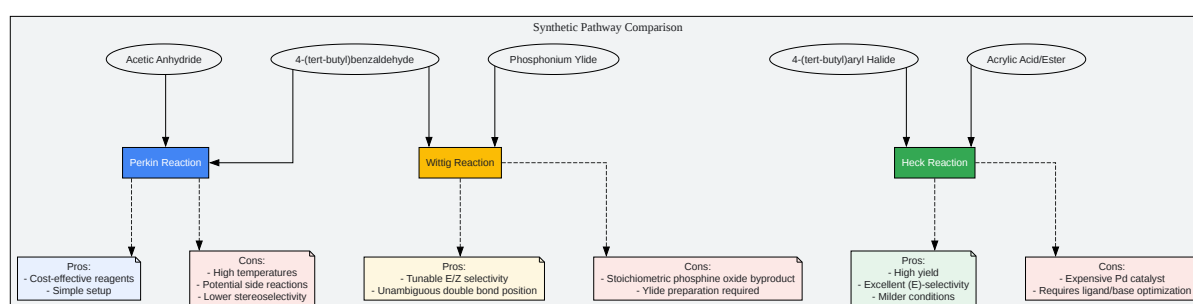 Synthetic Pathway Comparison
Acetic Anhydride
4-(tert-butyl)benzaldehyde
Phosphonium Ylide
4-(tert-butyl)aryl Halide
Acrylic Acid/Ester
Perkin Reaction
Wittig Reaction
Heck Reaction
Pros:
- Cost-effective reagents
- Simple setup
Cons:
- High temperatures
- Potential side reactions
- Lower stereoselectivity
Pros:
- Tunable E/Z selectivity
- Unambiguous double bond position
Cons:
- Stoichiometric phosphine oxide byproduct
- Ylide preparation required
Pros:
- High yield
- Excellent (E)-selectivity
- Milder conditions
Cons:
- Expensive Pd catalyst
- Requires ligand/base optimization